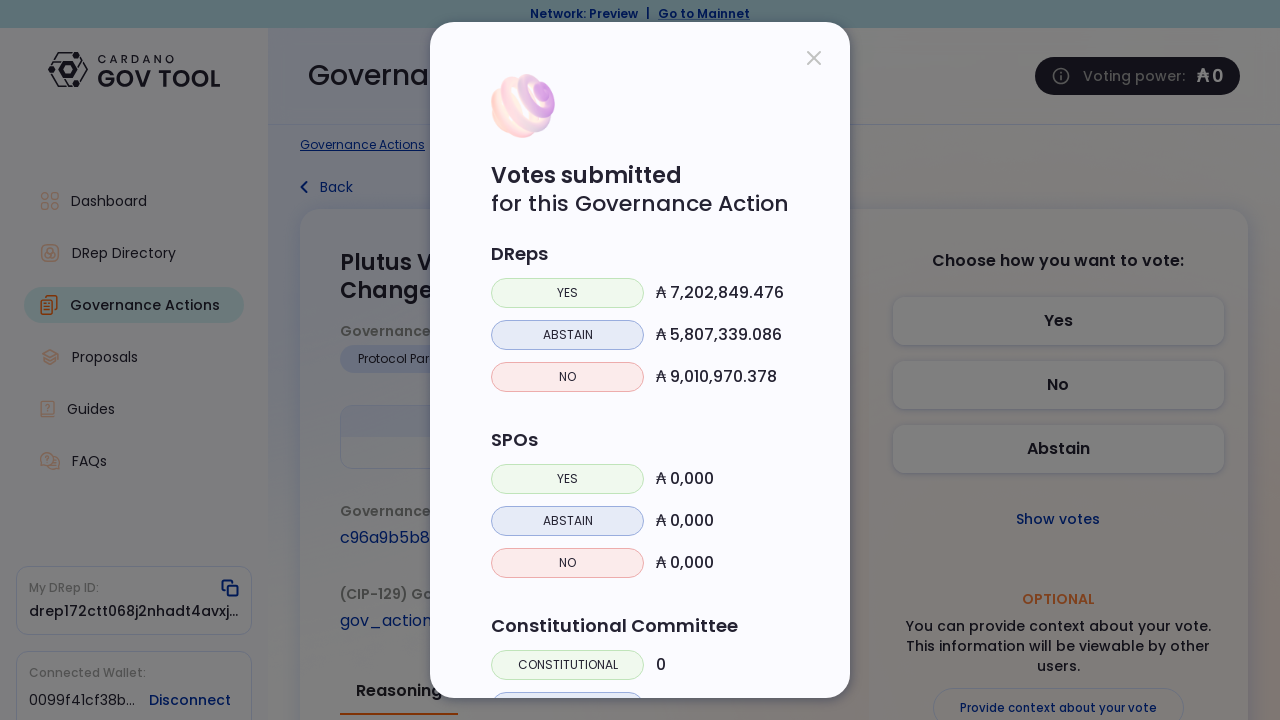 Network: Preview | Go to Mainnet
CARDANO
GOV TOOL
Governa
Voting power: ₳ 0
Governance Actions
Back
Dashboard
DRep Directory
Governance Actions
Proposals
Guides
FAQs
My DRep ID:
drep172ctt068j2nhadt4avxj...
Connected Wallet:
0099f41cf38b... Disconnect
Plutus V
Change
Governance
Protocol Par
Governance
c96a9b5b8
(CIP-129) Go
gov_action
Reasoning
Votes submitted
for this Governance Action
DReps
YES ₳ 7,202,849.476
ABSTAIN ₳ 5,807,339.086
NO ₳ 9,010,970.378
SPOs
YES ₳ 0,000
ABSTAIN ₳ 0,000
NO ₳ 0,000
Constitutional Committee
CONSTITUTIONAL 0
Choose how you want to vote:
Yes
No
Abstain
Show votes
OPTIONAL
You can provide context about your vote.
This information will be viewable by other
users.
Provide context about your vote